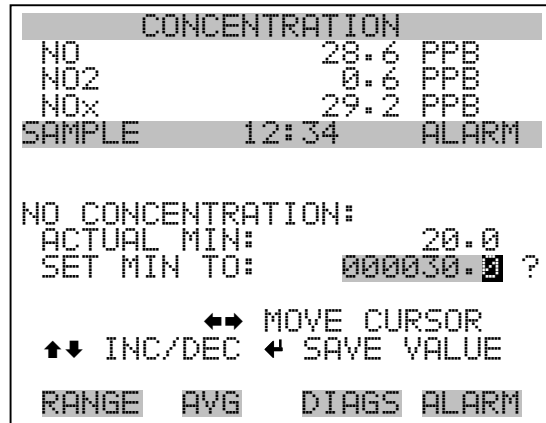 CONCENTRATION
NO 28.6 PPB
NO2 0.6 PPB
NOx 29.2 PPB
SAMPLE 12:34 ALARM
NO CONCENTRATION:
ACTUAL MIN: 20.0
SET MIN TO: 000030.0 ?
⬅➡ MOVE CURSOR
⬆⬇ INC/DEC ↵ SAVE VALUE
RANGE AVG DIAGS ALARM